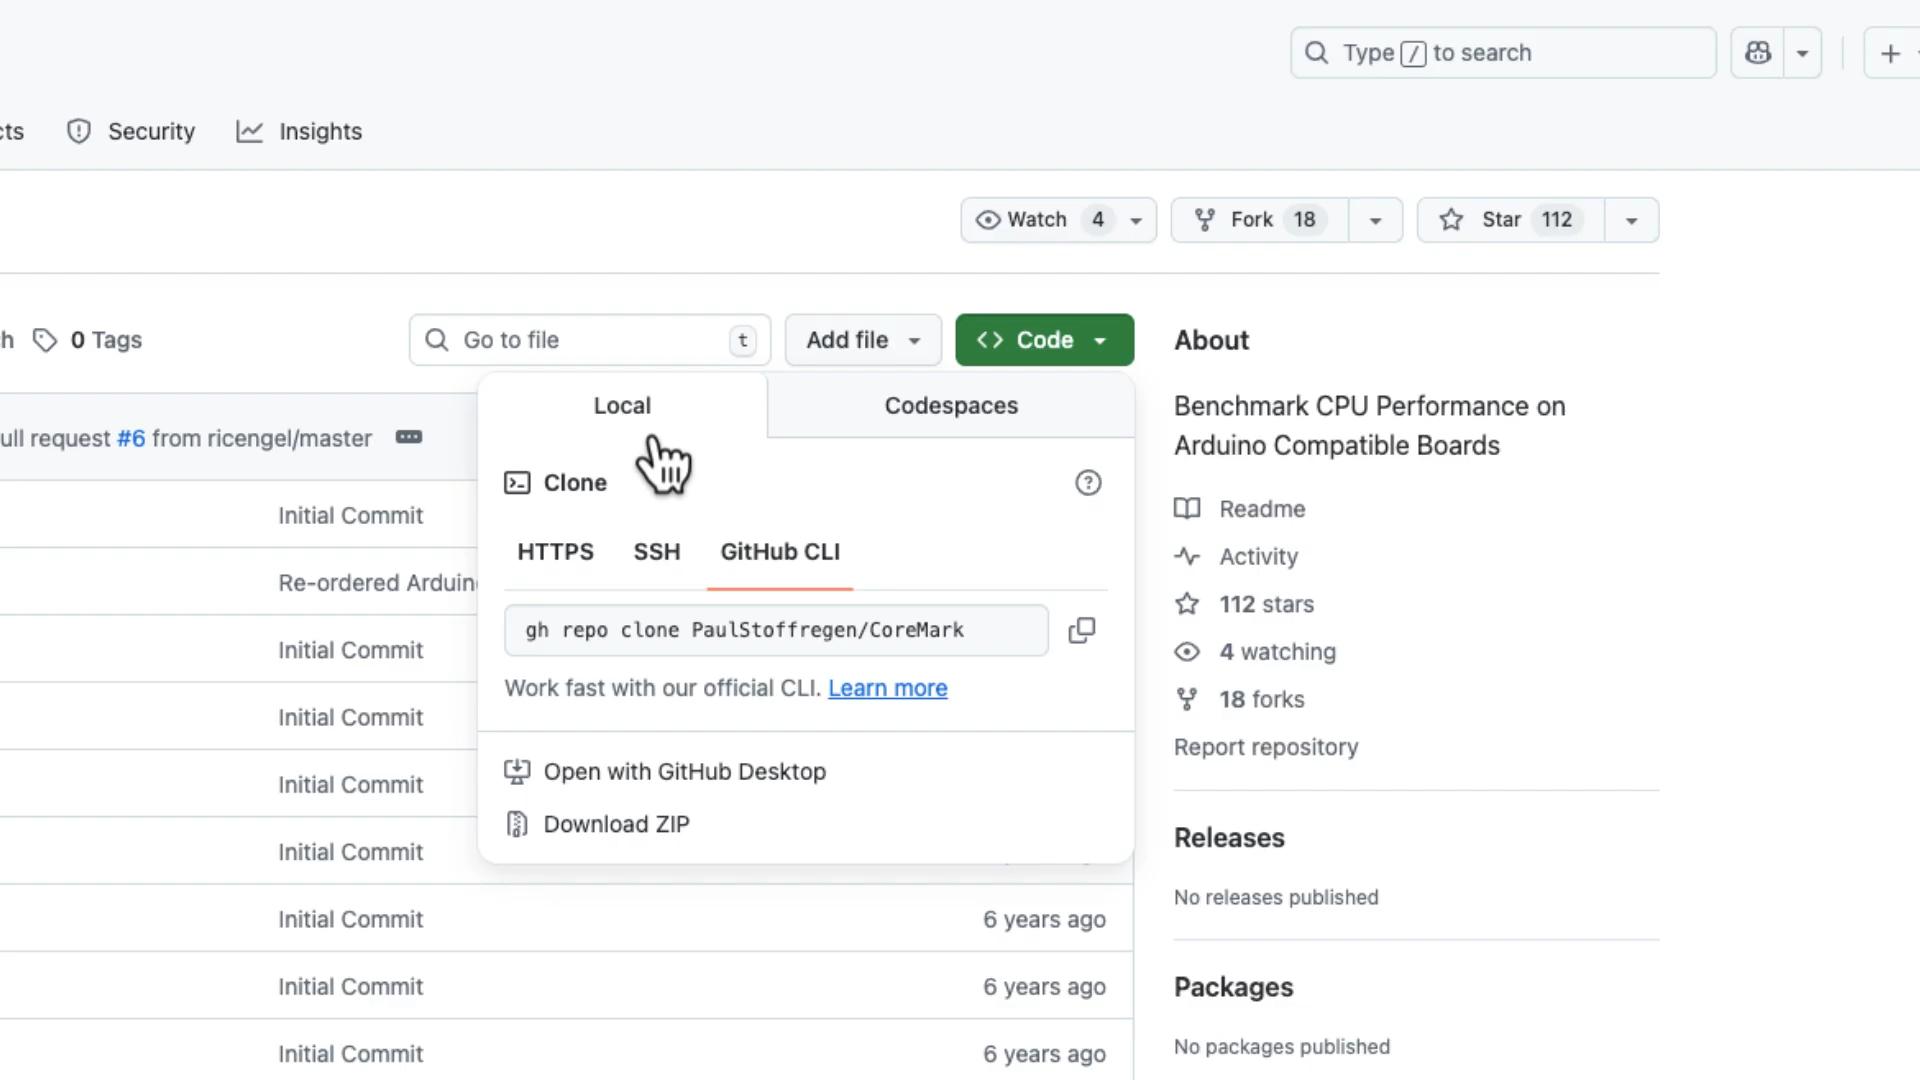 Type / to search
cts Security Insights
Watch 4 Fork 18 Star 112
h 0 Tags Go to file t Add file Code
Local Codespaces
ull request #6 from ricengel/master
Clone
HTTPS SSH GitHub CLI
gh repo clone PaulStoffregen/CoreMark
Work fast with our official CLI. Learn more
Open with GitHub Desktop
Download ZIP
Initial Commit
Re-ordered Arduin
Initial Commit
Initial Commit
Initial Commit
Initial Commit
Initial Commit 6 years ago
Initial Commit 6 years ago
Initial Commit 6 years ago
About
Benchmark CPU Performance on
Arduino Compatible Boards
Readme
Activity
112 stars
4 watching
18 forks
Report repository
Releases
No releases published
Packages
No packages published